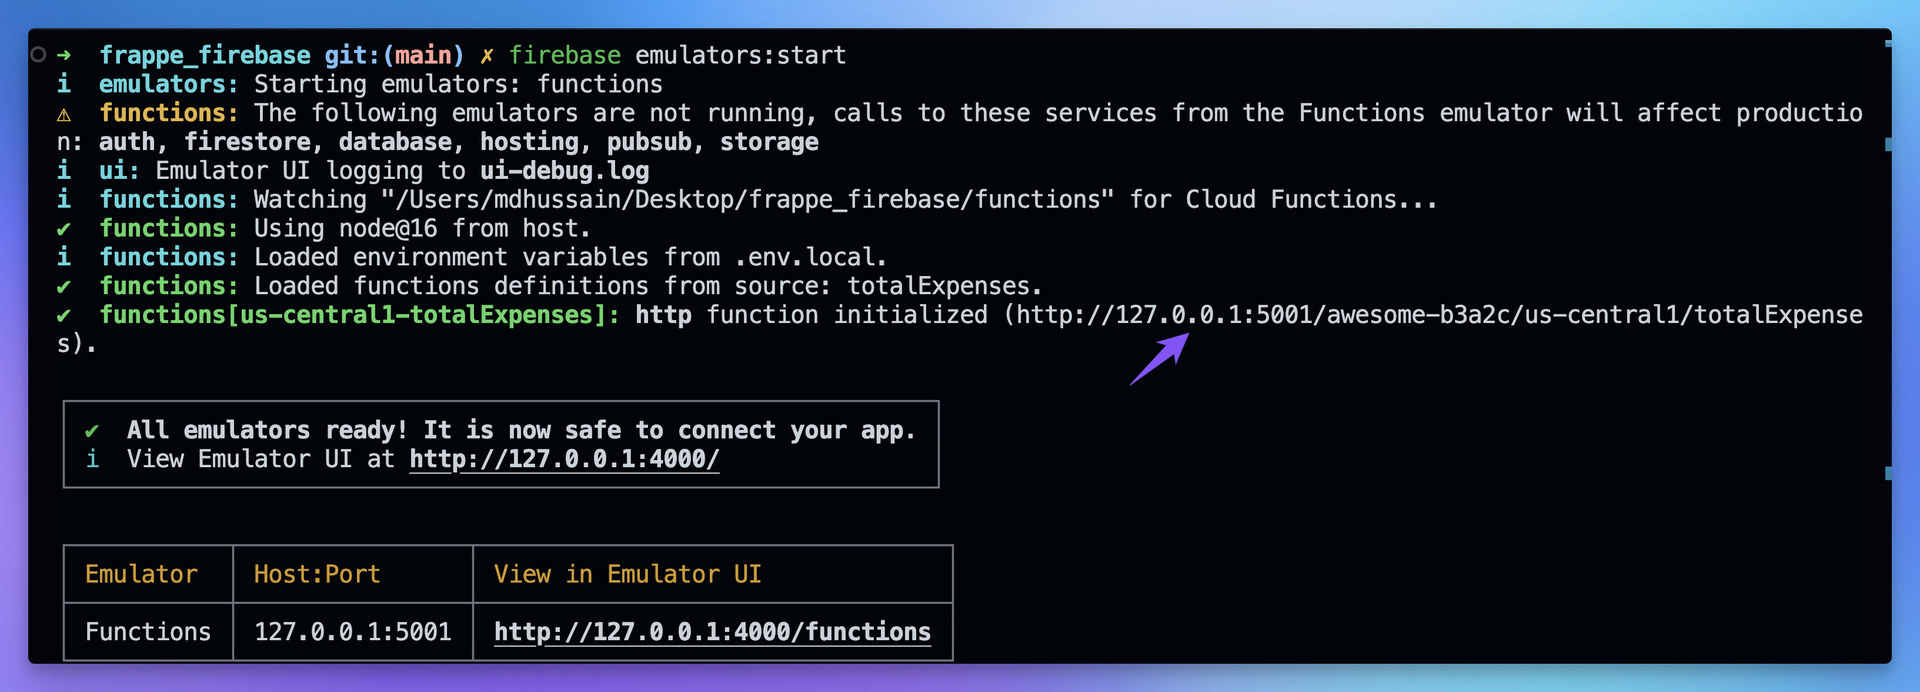 ➜  frappe_firebase git:(main) ✗ firebase emulators:start
i  emulators: Starting emulators: functions
⚠  functions: The following emulators are not running, calls to these services from the Functions emulator will affect productio
n: auth, firestore, database, hosting, pubsub, storage
i  ui: Emulator UI logging to ui-debug.log
i  functions: Watching "/Users/mdhussain/Desktop/frappe_firebase/functions" for Cloud Functions...
✔  functions: Using node@16 from host.
i  functions: Loaded environment variables from .env.local.
✔  functions: Loaded functions definitions from source: totalExpenses.
✔  functions[us-central1-totalExpenses]: http function initialized (http://127.0.0.1:5001/awesome-b3a2c/us-central1/totalExpense
s).
✔  All emulators ready! It is now safe to connect your app.
i  View Emulator UI at http://127.0.0.1:4000/
Emulator Host:Port View in Emulator UI
Functions 127.0.0.1:5001 http://127.0.0.1:4000/functions